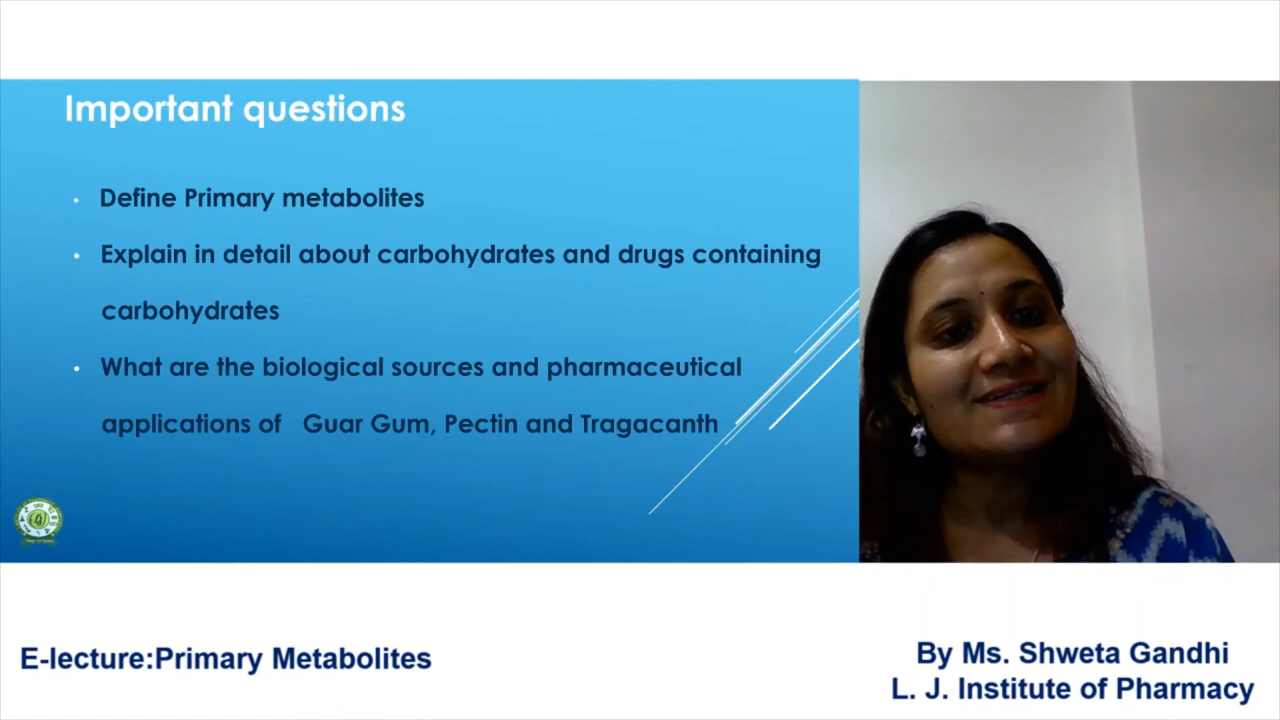 Important questions
• Define Primary metabolites
• Explain in detail about carbohydrates and drugs containing
carbohydrates
• What are the biological sources and pharmaceutical
applications of Guar Gum, Pectin and Tragacanth
E-lecture:Primary Metabolites
By Ms. Shweta Gandhi
L. J. Institute of Pharmacy